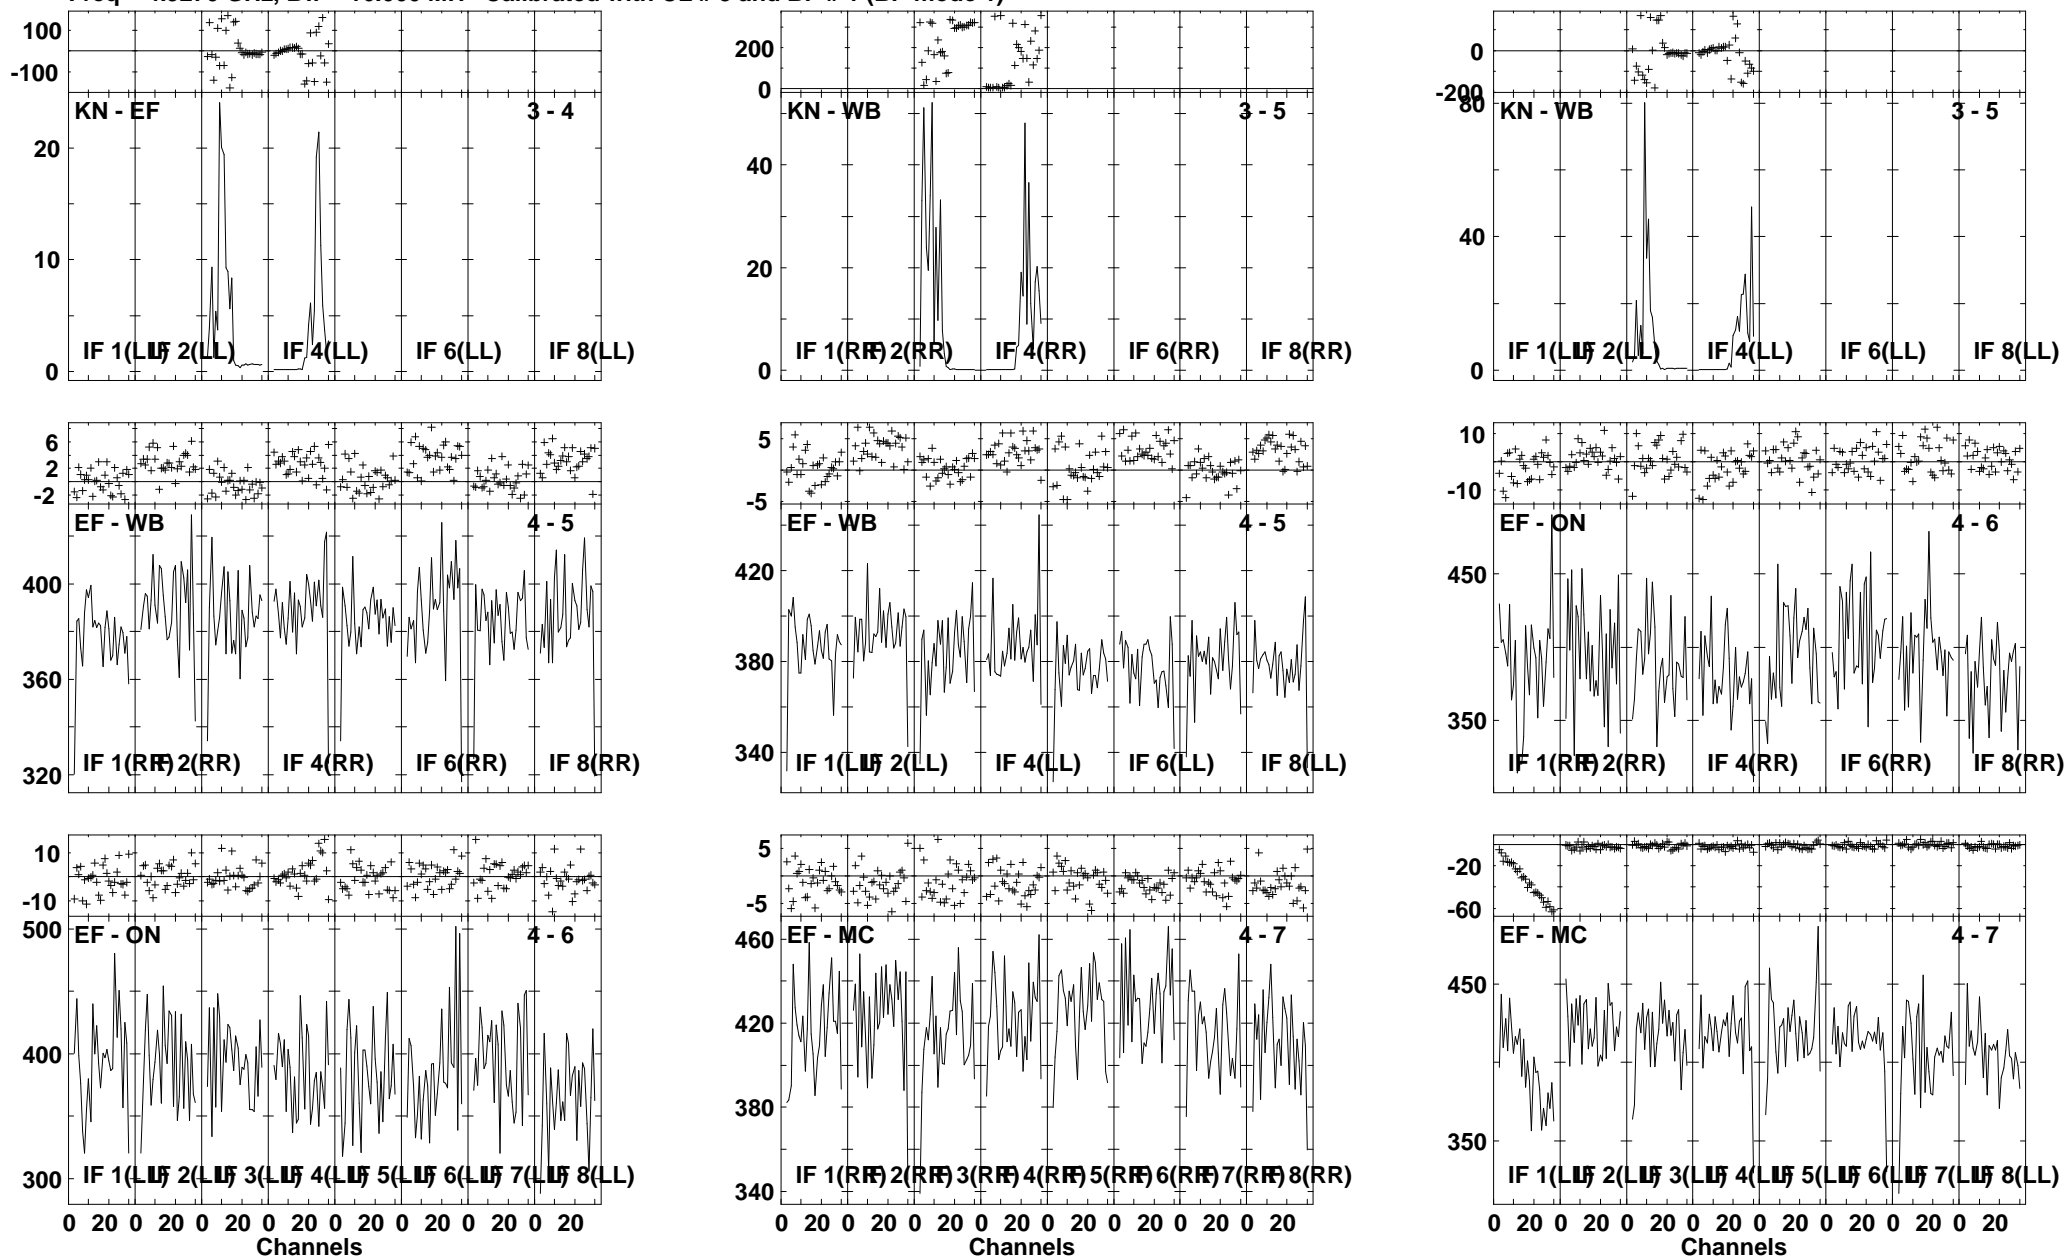 100
-100
KN - EF 3 - 4
20
10
0
IF 1(LL) IF 2(LL) IF 4(LL) IF 6(LL) IF 8(LL)
200
0
KN - WB 3 - 5
40
20
0
IF 1(RR) IF 2(RR) IF 4(RR) IF 6(RR) IF 8(RR)
0
-200
80
KN - WB 3 - 5
40
0
IF 1(LL) IF 2(LL) IF 4(LL) IF 6(LL) IF 8(LL)
6
2
-2
EF - WB 4 - 5
400
360
320
IF 1(RR) IF 2(RR) IF 4(RR) IF 6(RR) IF 8(RR)
5
-5
EF - WB 4 - 5
420
380
340
IF 1(LL) IF 2(LL) IF 4(LL) IF 6(LL) IF 8(LL)
10
-10
EF - ON 4 - 6
450
350
IF 1(RR) IF 2(RR) IF 4(RR) IF 6(RR) IF 8(RR)
10
-10
500
EF - ON 4 - 6
400
300
IF 1(LL) IF 2(LL) IF 3(LL) IF 4(LL) IF 5(LL) IF 6(LL) IF 7(LL) IF 8(LL)
0 20 0 20 0 20 0 20 0 20 0 20 0 20 0 20
Channels
5
-5
460
EF - MC 4 - 7
420
380
340
IF 1(RR) IF 2(RR) IF 3(RR) IF 4(RR) IF 5(RR) IF 6(RR) IF 7(RR) IF 8(RR)
0 20 0 20 0 20 0 20 0 20 0 20 0 20 0 20
Channels
-20
-60
EF - MC 4 - 7
450
350
IF 1(LL) IF 2(LL) IF 3(LL) IF 4(LL) IF 5(LL) IF 6(LL) IF 7(LL) IF 8(LL)
0 20 0 20 0 20 0 20 0 20 0 20 0 20 0 20
Channels